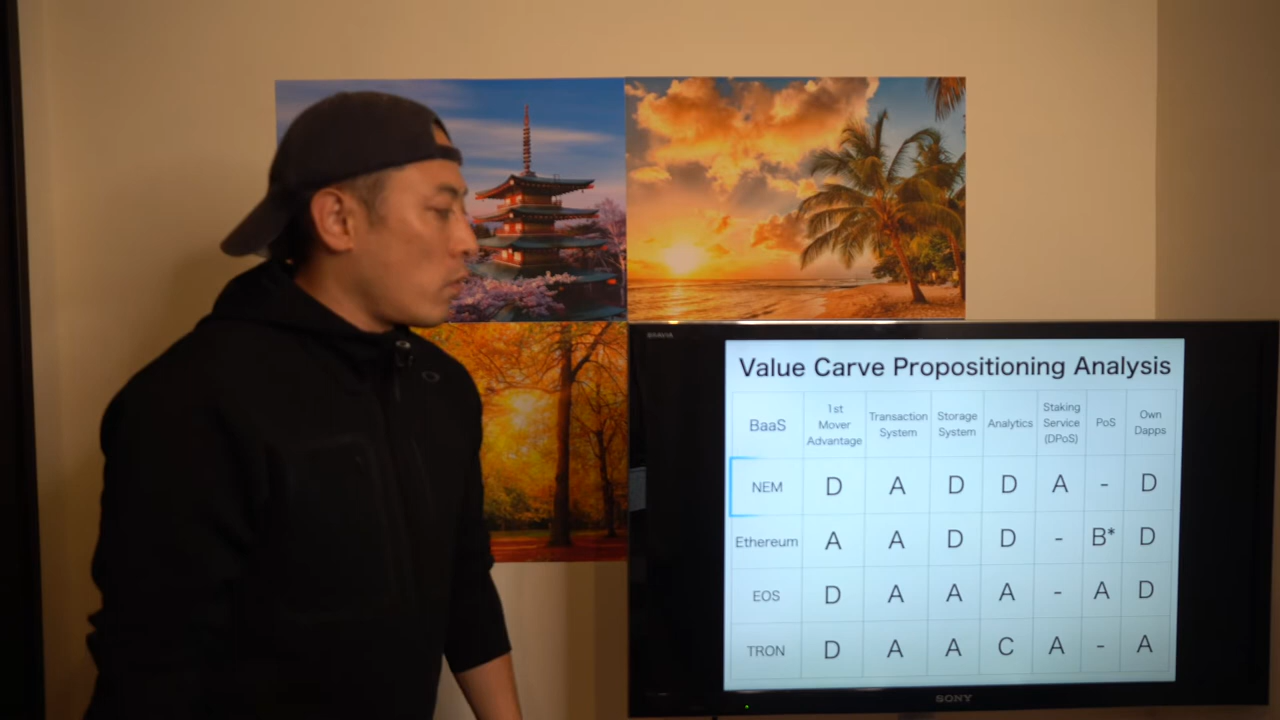 BRAVIA
Value Carve Propositioning Analysis
BaaS 1st Mover Advantage Transaction System Storage System Analytics Staking Service (DPoS) PoS Own Dapps
NEM D A D D A - D
Ethereum A A D D - B* D
EOS D A A A - A D
TRON D A A C A - A
SONY